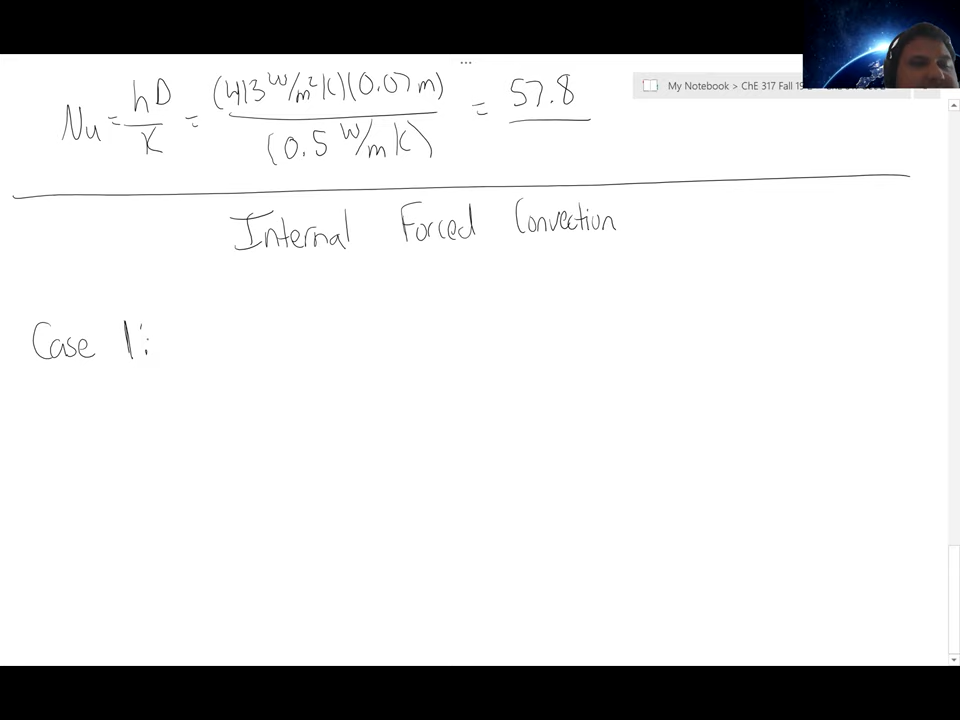 Nu = hD/K = (413 W/m²K)(0.07 m)/(0.5 W/mK) = 57.8
My Notebook > ChE 317 Fall 19
Internal Forced Convection
Case 1: